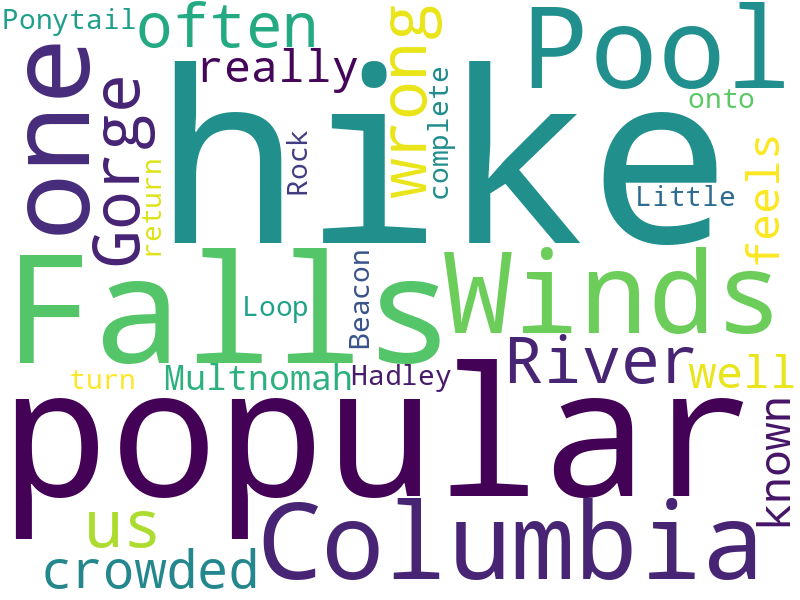 Ponytail
often
really
wrong
Pool
one
Gorge
hike
complete
onto
Rock
return
Little
feels
Falls
Winds
Loop
Beacon
River
turn
Multnomah
Hadley
well
popular
known
us
Columbia
crowded